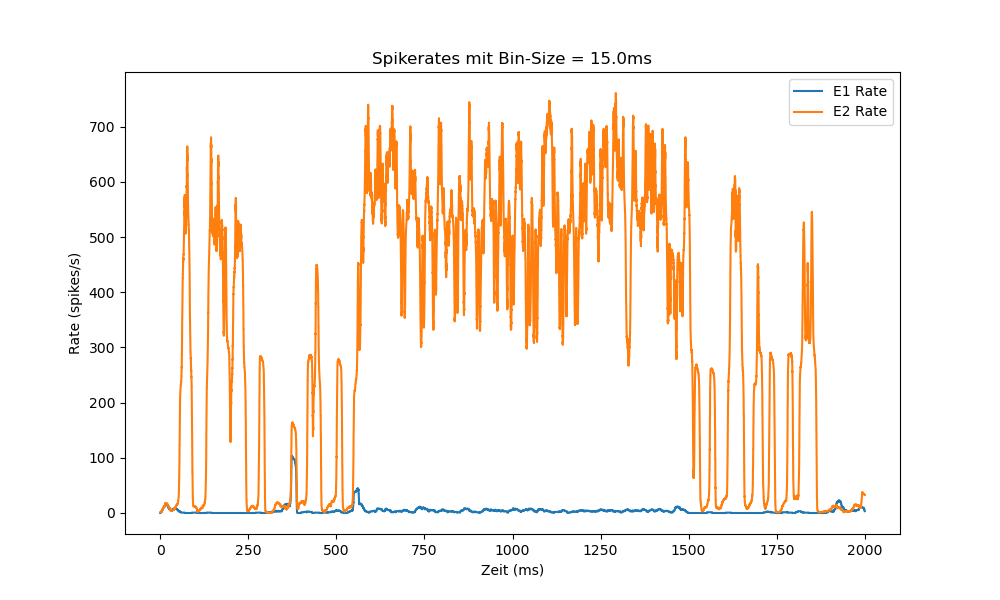 Spikerates mit Bin-Size = 15.0ms
E1 Rate
E2 Rate
Rate (spikes/s)
700
600
500
400
300
200
100
0
0 250 500 750 1000 1250 1500 1750 2000
Zeit (ms)